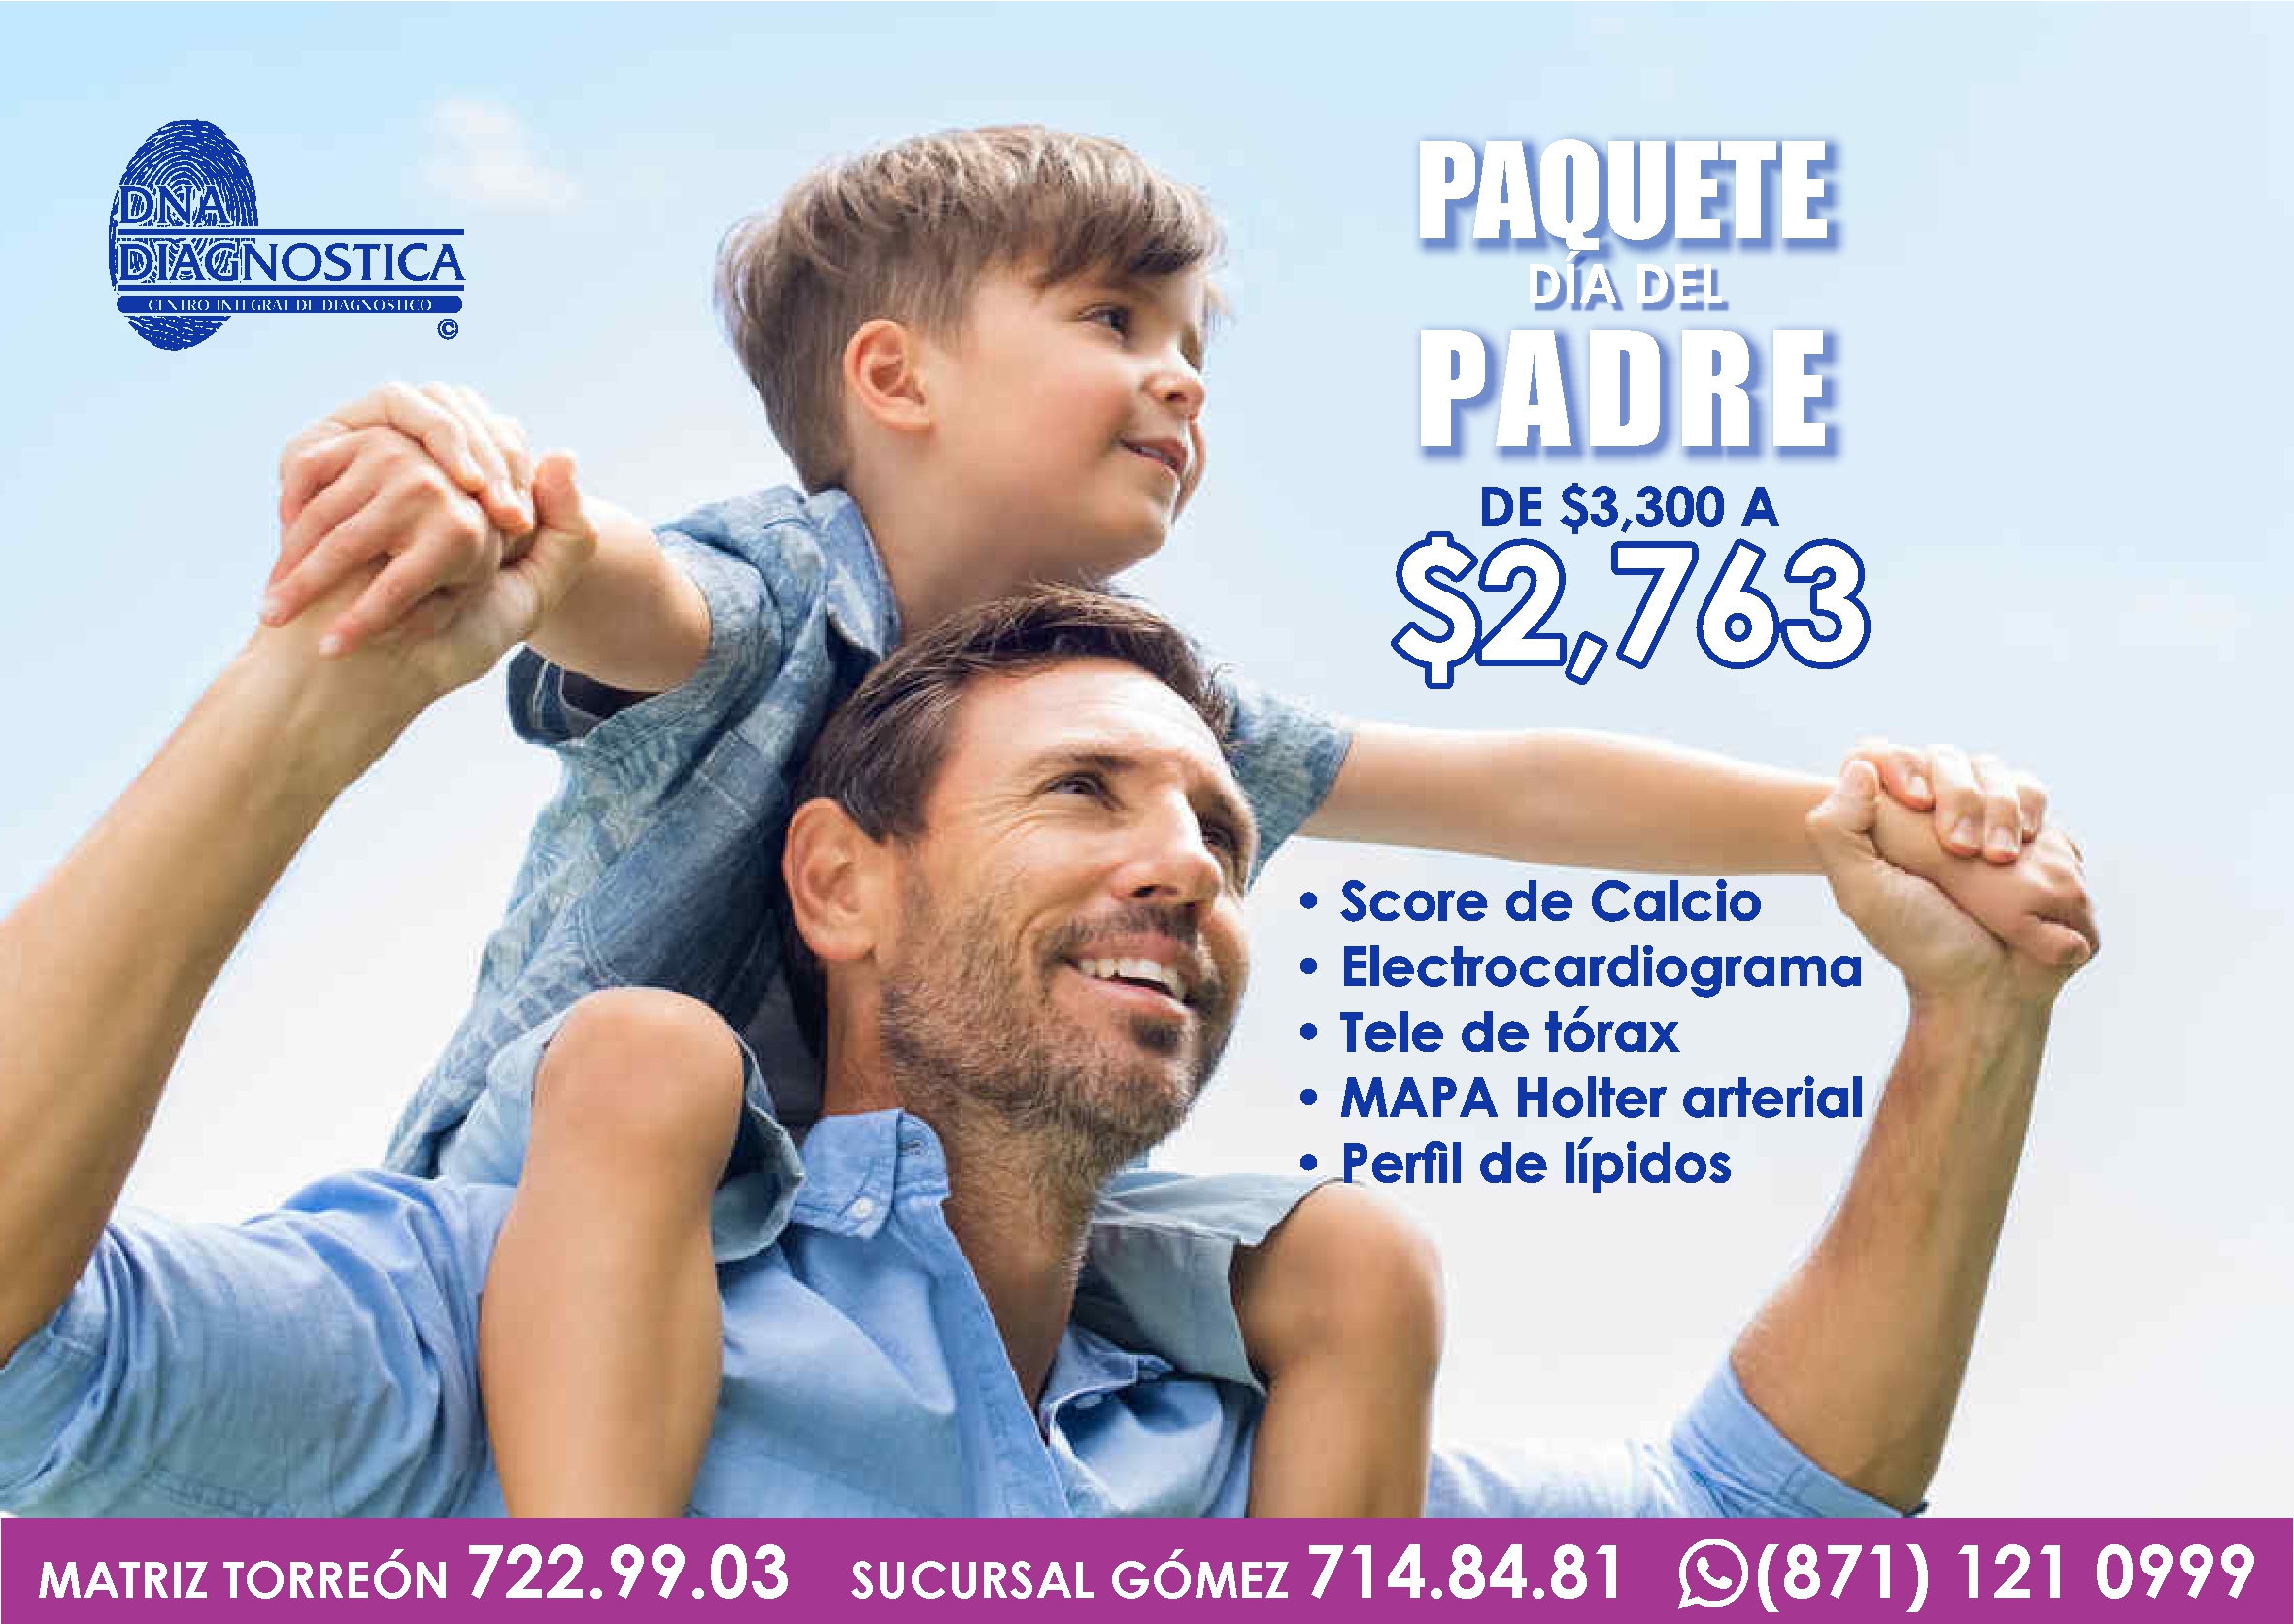 DNA
DIAGNOSTICA
CENTRO INTEGRAL DE DIAGNOSTICO
©
PAQUETE
DÍA DEL
PADRE
DE $3,300 A
$2,763
• Score de Calcio
• Electrocardiograma
• Tele de tórax
• MAPA Holter arterial
• Perfil de lípidos
MATRIZ TORREÓN 722.99.03 SUCURSAL GÓMEZ 714.84.81 (871) 121 0999